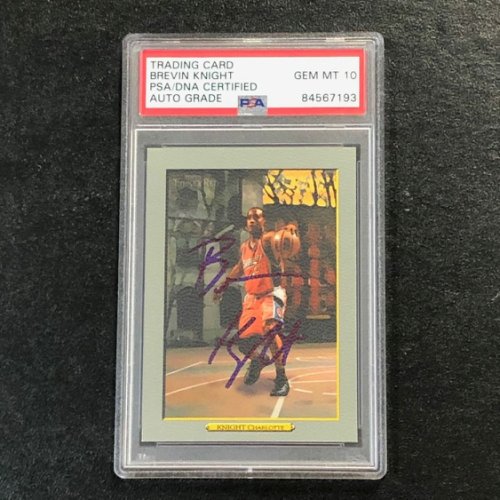 TRADING CARD
BREVIN KNIGHT GEM MT 10
PSA/DNA CERTIFIED
AUTO GRADE PSA 84567193
KNIGHT CHARLOTTE